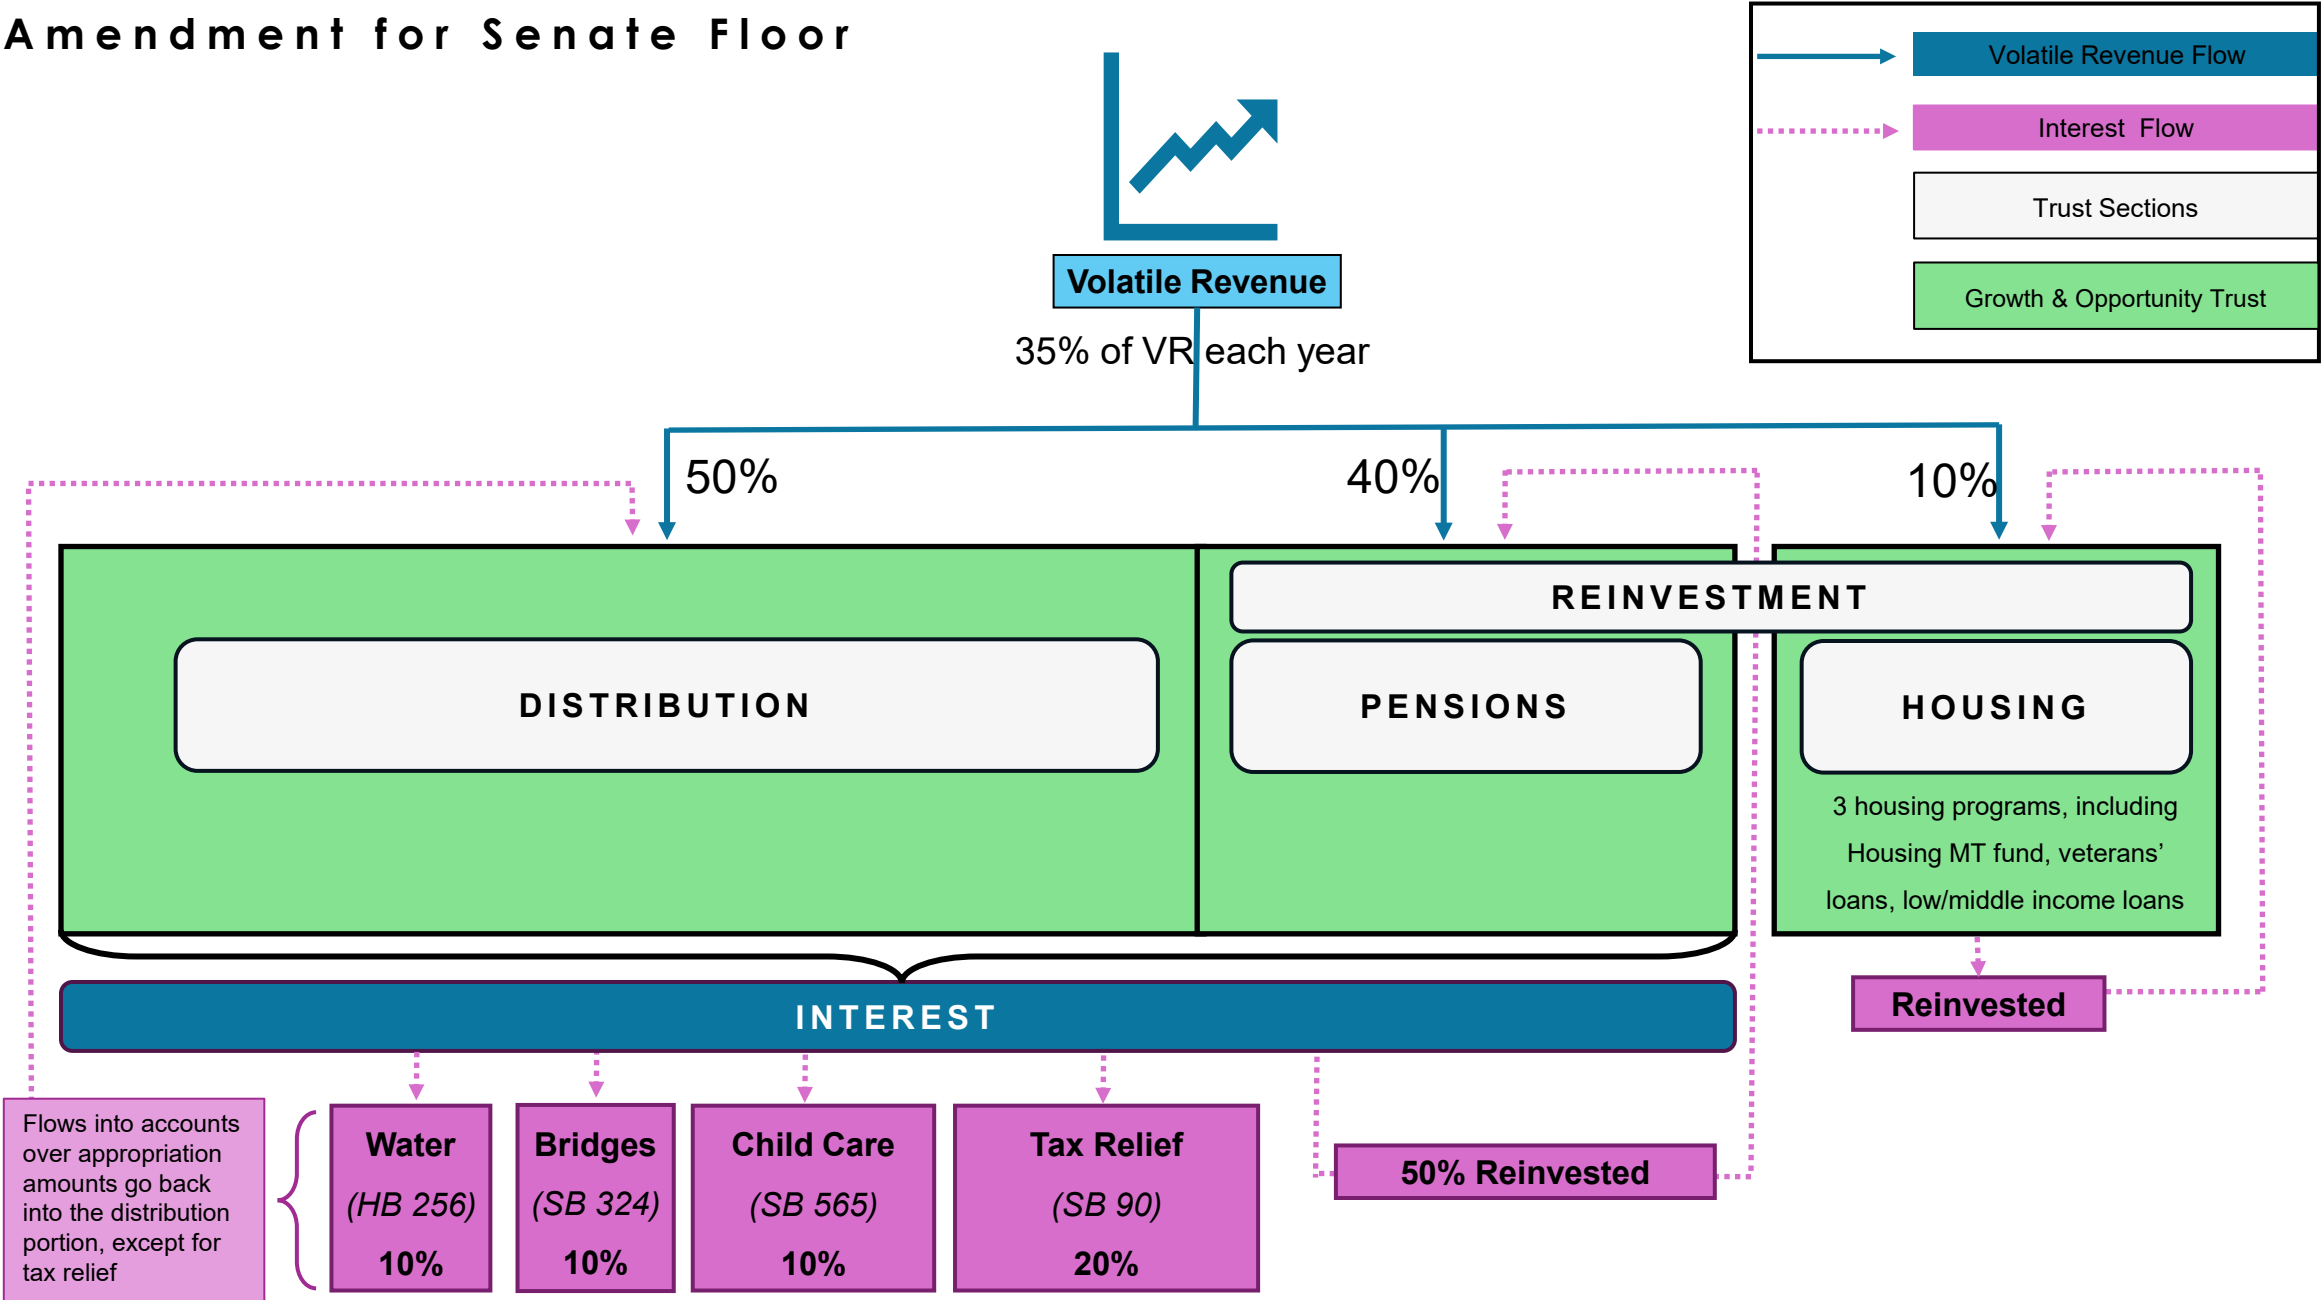 Amendment for Senate Floor
Volatile Revenue Flow
Interest Flow
Trust Sections
Growth & Opportunity Trust
Volatile Revenue
35% of VR each year
50%
40%
10%
REINVESTMENT
DISTRIBUTION
PENSIONS
HOUSING
3 housing programs, including
Housing MT fund, veterans’
loans, low/middle income loans
INTEREST
Reinvested
Flows into accounts
over appropriation
amounts go back
into the distribution
portion, except for
tax relief
Water
(HB 256)
10%
Bridges
(SB 324)
10%
Child Care
(SB 565)
10%
Tax Relief
(SB 90)
20%
50% Reinvested